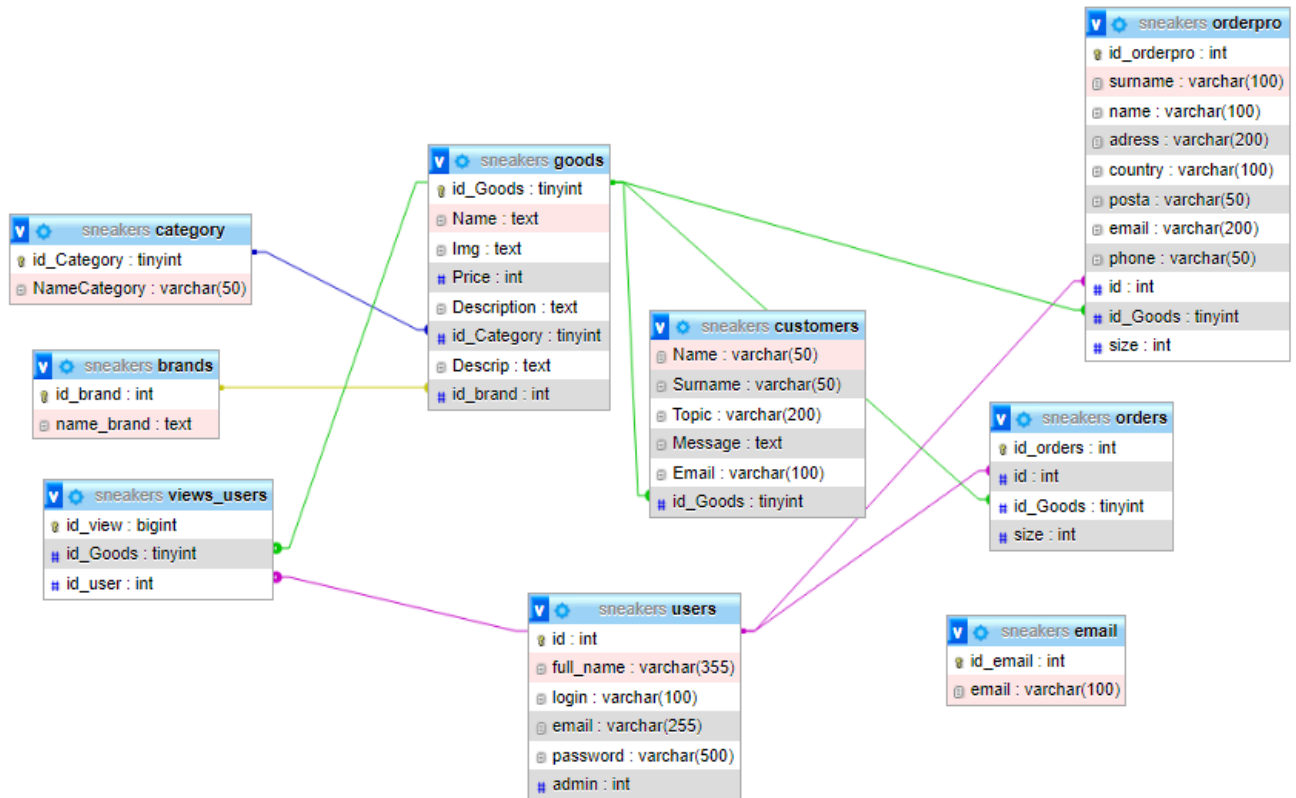 sneakers category
id_Category : tinyint
NameCategory : varchar(50)
sneakers brands
id_brand : int
name_brand : text
sneakers views_users
id_view : bigint
id_Goods : tinyint
id_user : int
sneakers goods
id_Goods : tinyint
Name : text
Img : text
Price : int
Description : text
id_Category : tinyint
Descrip : text
id_brand : int
sneakers customers
Name : varchar(50)
Surname : varchar(50)
Topic : varchar(200)
Message : text
Email : varchar(100)
id_Goods : tinyint
sneakers users
id : int
full_name : varchar(355)
login : varchar(100)
email : varchar(255)
password : varchar(500)
admin : int
sneakers orderpro
id_orderpro : int
surname : varchar(100)
name : varchar(100)
adress : varchar(200)
country : varchar(100)
posta : varchar(50)
email : varchar(200)
phone : varchar(50)
id : int
id_Goods : tinyint
size : int
sneakers orders
id_orders : int
id : int
id_Goods : tinyint
size : int
sneakers email
id_email : int
email : varchar(100)